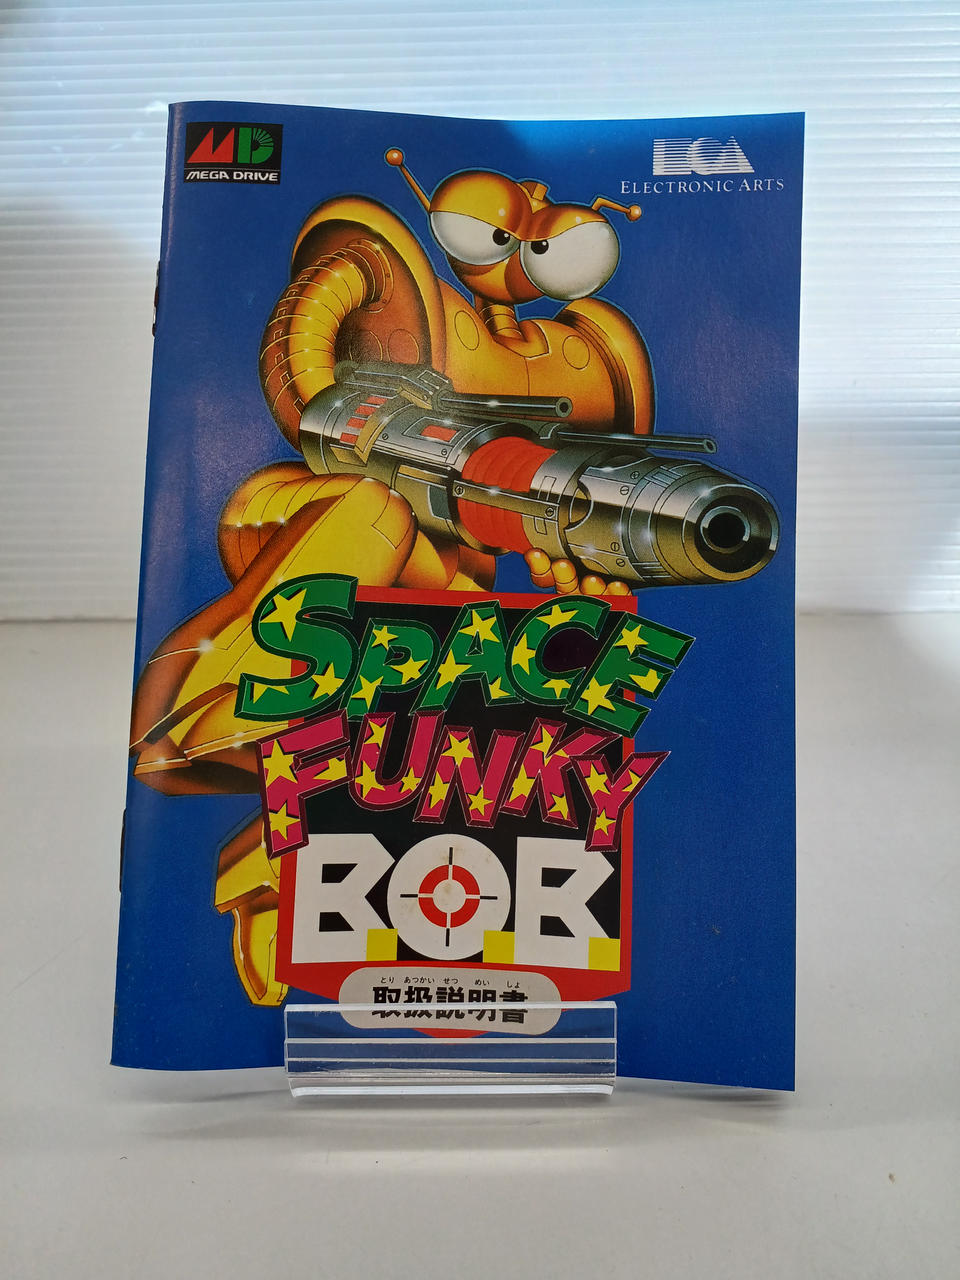 MD
MEGA DRIVE
ECA
ELECTRONIC ARTS
SPACE
FUNKY
B.O.B.
とり あつかい せつ めい しょ
取扱説明書